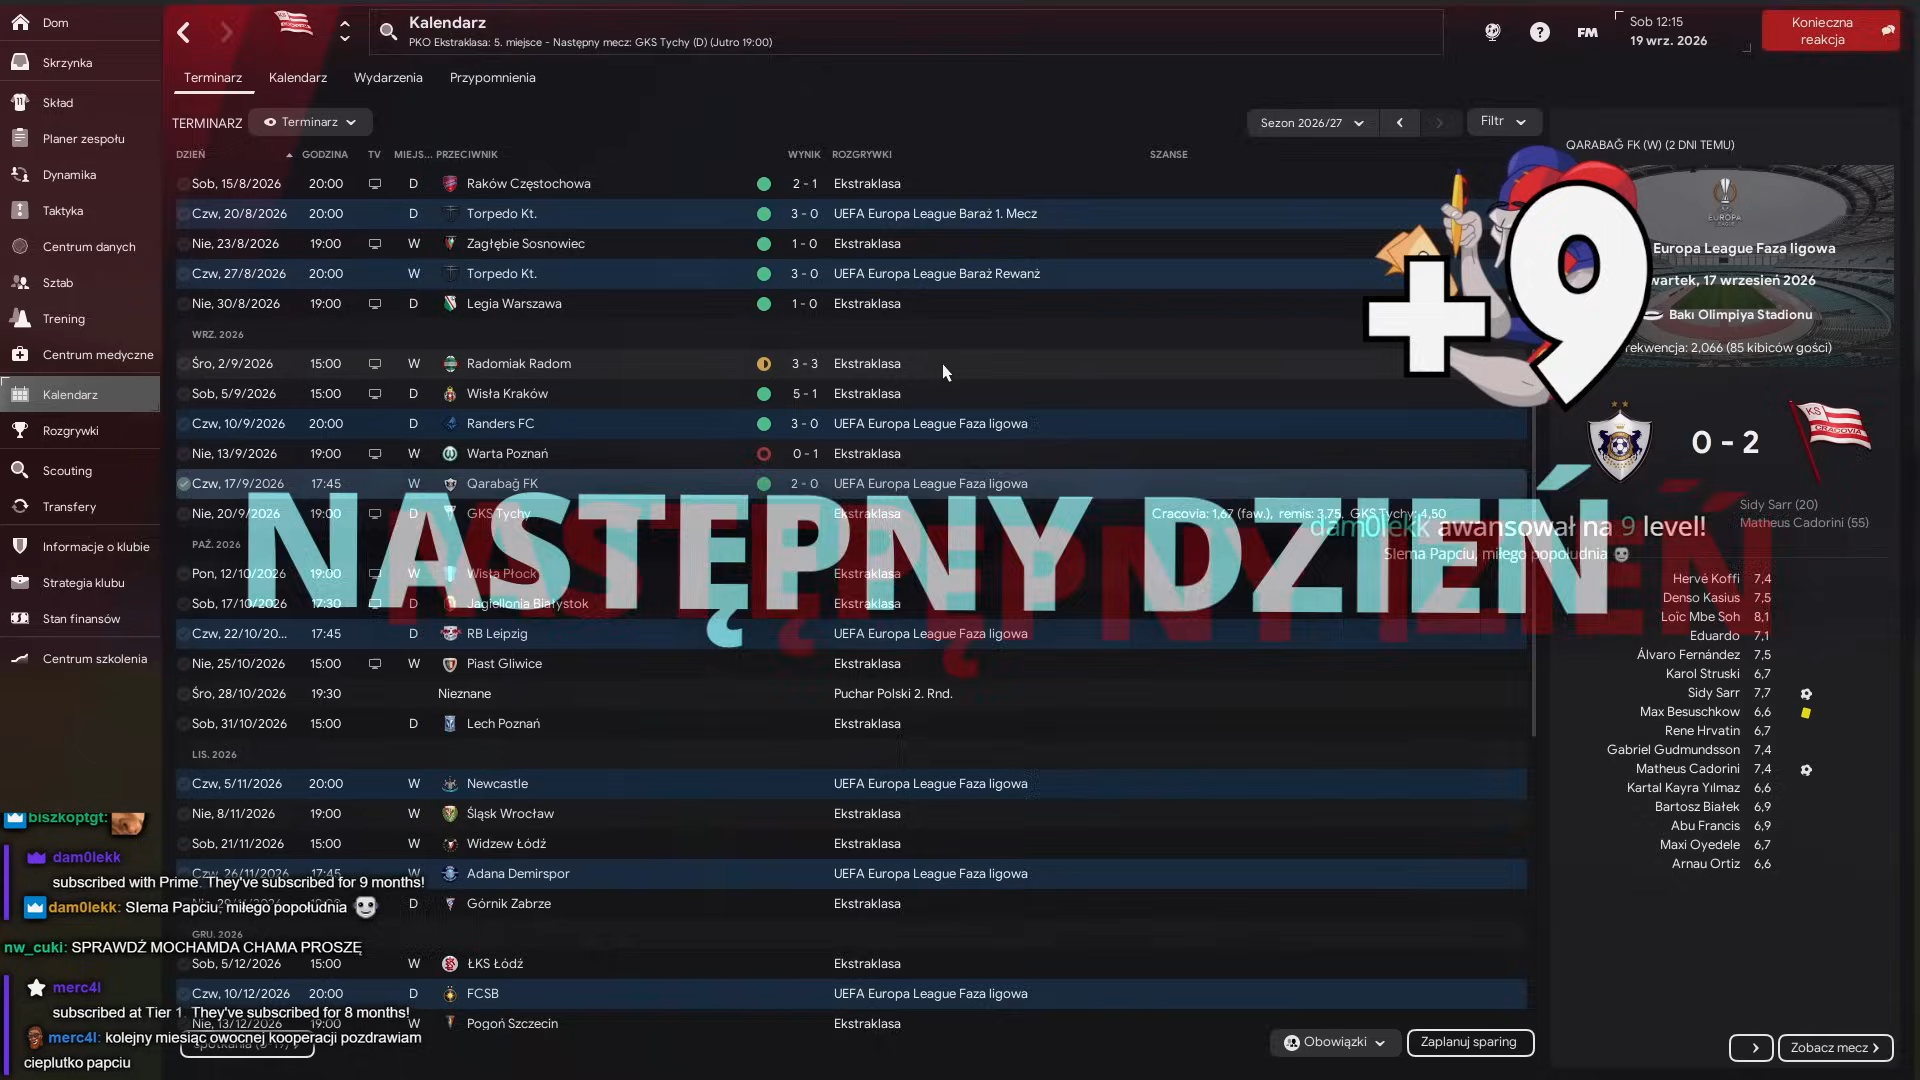 Dom
Skrzynka
Skład
Planer zespołu
Dynamika
Taktyka
Centrum danych
Sztab
Trening
Centrum medyczne
Kalendarz
Rozgrywki
Scouting
Transfery
Informacje o klubie
Strategia klubu
Stan finansów
Centrum szkolenia
Kalendarz
PKO Ekstraklasa: 5. miejsce - Następny mecz: GKS Tychy (D) (Jutro 19:00)
FM
Sob 12:15
19 wrz. 2026
Konieczna
reakcja
Terminarz Kalendarz Wydarzenia Przypomnienia
TERMINARZ Terminarz
Sezon 2026/27 Filtr
DZIEŃ GODZINA TV MIEJS... PRZECIWNIK WYNIK ROZGRYWKI SZANSE
Sob, 15/8/2026 20:00 D Raków Częstochowa 2 - 1 Ekstraklasa
Czw, 20/8/2026 20:00 D Torpedo Kt. 3 - 0 UEFA Europa League Baraż 1. Mecz
Nie, 23/8/2026 19:00 W Zagłębie Sosnowiec 1 - 0 Ekstraklasa
Czw, 27/8/2026 20:00 W Torpedo Kt. 3 - 0 UEFA Europa League Baraż Rewanż
Nie, 30/8/2026 19:00 D Legia Warszawa 1 - 0 Ekstraklasa
WRZ. 2026
Śro, 2/9/2026 15:00 W Radomiak Radom 3 - 3 Ekstraklasa
Sob, 5/9/2026 15:00 D Wisła Kraków 5 - 1 Ekstraklasa
Czw, 10/9/2026 20:00 D Randers FC 3 - 0 UEFA Europa League Faza ligowa
Nie, 13/9/2026 19:00 W Warta Poznań 0 - 1 Ekstraklasa
Czw, 17/9/2026 17:45 W Qarabağ FK 2 - 0 UEFA Europa League Faza ligowa
Nie, 20/9/2026 19:00 D GKS Tychy Ekstraklasa Cracovia: 1,67 (faw.), remis: 3,75, GKS Tychy: 4,50
PAŹ. 2026
Pon, 12/10/2026 19:00 W Wisła Płock Ekstraklasa
Sob, 17/10/2026 17:30 D Jagiellonia Białystok Ekstraklasa
Czw, 22/10/20... 17:45 D RB Leipzig UEFA Europa League Faza ligowa
Nie, 25/10/2026 15:00 W Piast Gliwice Ekstraklasa
Śro, 28/10/2026 19:30 Nieznane Puchar Polski 2. Rnd.
Sob, 31/10/2026 15:00 D Lech Poznań Ekstraklasa
LIS. 2026
Czw, 5/11/2026 20:00 W Newcastle UEFA Europa League Faza ligowa
Nie, 8/11/2026 19:00 W Śląsk Wrocław Ekstraklasa
Sob, 21/11/2026 15:00 W Widzew Łódź Ekstraklasa
Czw, 26/11/2026 17:45 W Adana Demirspor UEFA Europa League Faza ligowa
D Górnik Zabrze Ekstraklasa
GRU. 2026
Sob, 5/12/2026 15:00 W ŁKS Łódź Ekstraklasa
Czw, 10/12/2026 20:00 D FCSB UEFA Europa League Faza ligowa
Nie, 13/12/2026 19:00 W Pogoń Szczecin Ekstraklasa
NASTĘPNY DZIEŃ
+9
dam0lekk awansował na 9 level!
Slema Papciu, miłego popołudnia
QARABAĞ FK (W) (2 DNI TEMU)
EUROPA
Europa League Faza ligowa
wartek, 17 wrzesień 2026
Bakı Olimpiya Stadionu
rekwencja: 2,066 (85 kibiców gości)
KS
CRACOVIA
0 - 2
Sidy Sarr (20)
Matheus Cadorini (55)
Hervé Koffi 7,4
Denso Kasius 7,5
Loïc Mbe Soh 8,1
Eduardo 7,1
Álvaro Fernández 7,5
Karol Struski 6,7
Sidy Sarr 7,7
Max Besuschkow 6,6
Rene Hrvatin 6,7
Gabriel Gudmundsson 7,4
Matheus Cadorini 7,4
Kartal Kayra Yılmaz 6,6
Bartosz Białek 6,9
Abu Francis 6,9
Maxi Oyedele 6,7
Arnau Ortiz 6,6
biszkoptgt:
dam0lekk
subscribed with Prime. They've subscribed for 9 months!
dam0lekk: Slema Papciu, miłego popołudnia
nw_cuki: SPRAWDŹ MOCHAMDA CHAMA PROSZĘ
merc4l
subscribed at Tier 1. They've subscribed for 8 months!
merc4l: kolejny miesiąc owocnej kooperacji pozdrawiam
cieplutko papciu
Obowiązki Zaplanuj sparing
Zobacz mecz